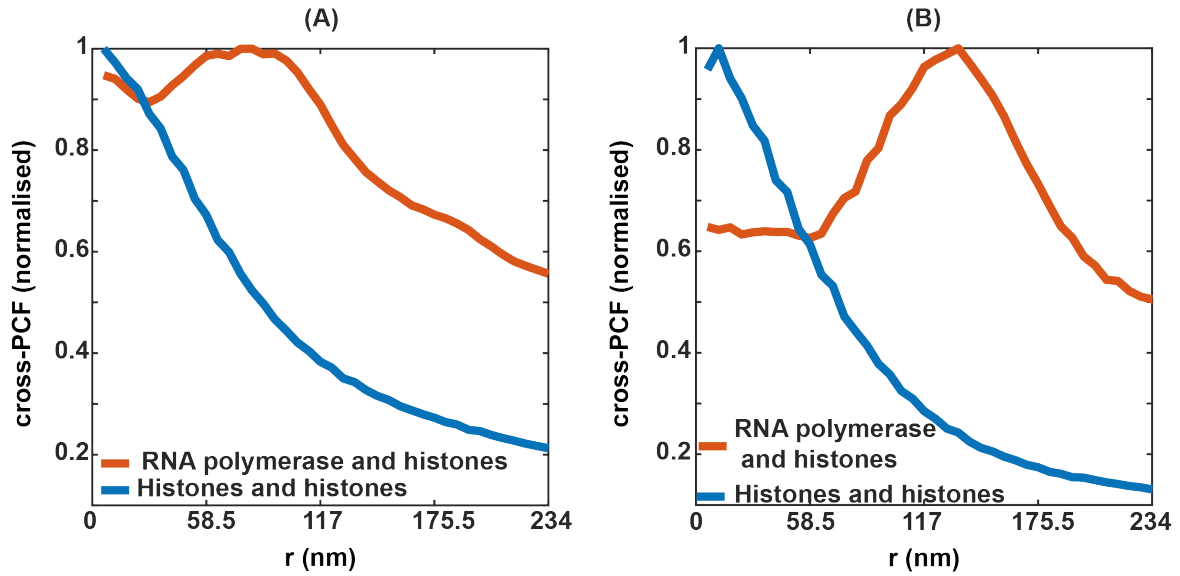 (A)
1
0.8
0.6
0.4
0.2
cross-PCF (normalised)
RNA polymerase and histones
Histones and histones
0 58.5 117 175.5 234
r (nm)
(B)
1
0.8
0.6
0.4
0.2
cross-PCF (normalised)
RNA polymerase
and histones
Histones and histones
0 58.5 117 175.5 234
r (nm)